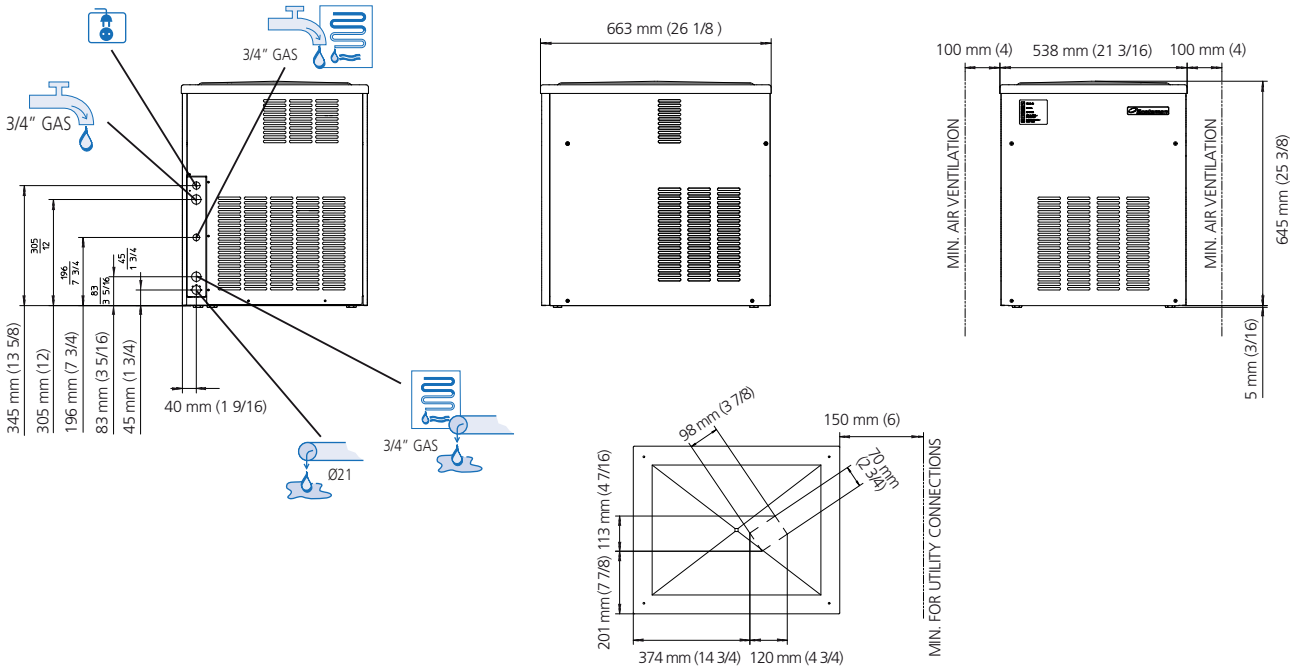 3/4" GAS
3/4" GAS
305
12
196
7 3/4
83
3 5/16
45
1 3/4
345 mm (13 5/8)
305 mm (12)
196 mm (7 3/4)
83 mm (3 5/16)
45 mm (1 3/4)
40 mm (1 9/16)
Ø21
3/4" GAS
663 mm (26 1/8 )
100 mm (4)
538 mm (21 3/16)
100 mm (4)
MIN. AIR VENTILATION
MIN. AIR VENTILATION
645 mm (25 3/8)
5 mm (3/16)
98 mm (3 7/8)
150 mm (6)
70 mm
(2 3/4)
113 mm (4 7/16)
201 mm (7 7/8)
374 mm (14 3/4)
120 mm (4 3/4)
MIN. FOR UTILITY CONNECTIONS